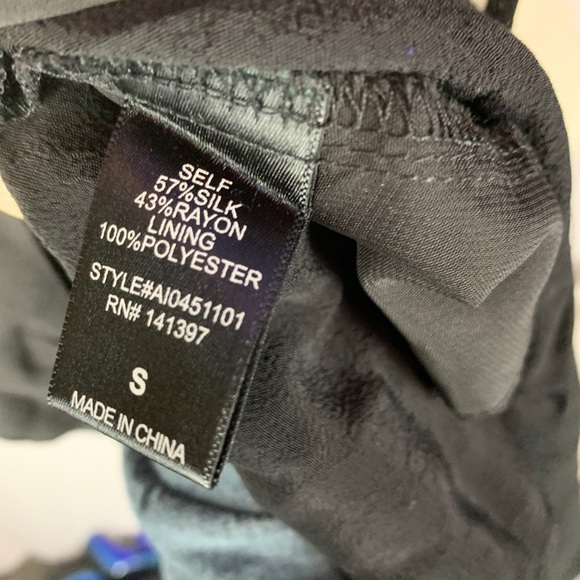 SELF
57%SILK
43%RAYON
LINING
100%POLYESTER
STYLE#AI0451101
RN# 141397
S
MADE IN CHINA